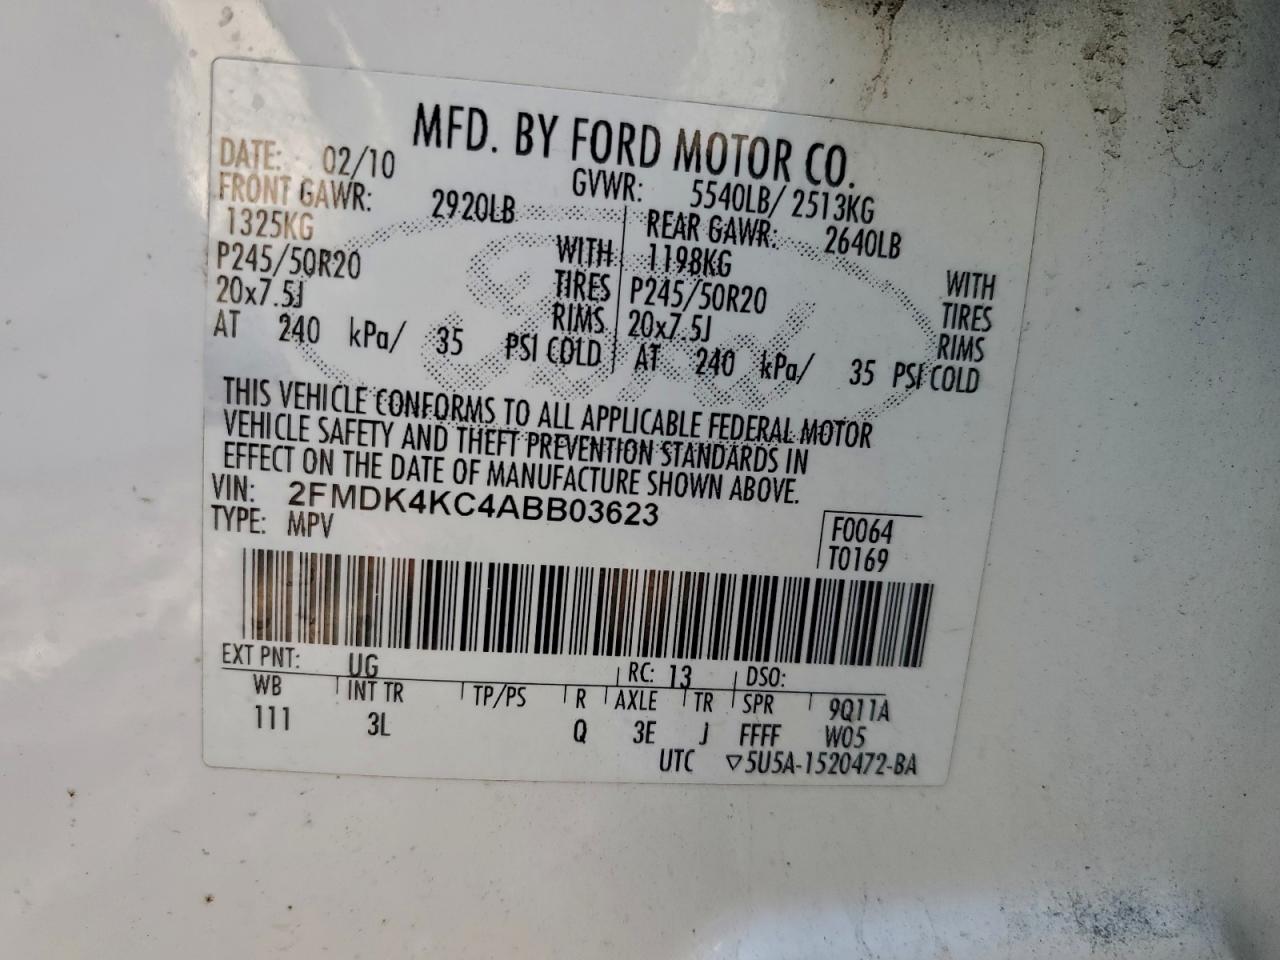 MFD. BY FORD MOTOR CO.
DATE: 02/10 GVWR: 5540LB/ 2513KG
FRONT GAWR: 2920LB REAR GAWR: 2640LB
1325KG WITH 1198KG WITH
P245/50R20 TIRES P245/50R20 TIRES
20x7.5J RIMS 20x7.5J RIMS
AT 240 kPa/ 35 PSI COLD AT 240 kPa/ 35 PSI COLD
THIS VEHICLE CONFORMS TO ALL APPLICABLE FEDERAL MOTOR
VEHICLE SAFETY AND THEFT PREVENTION STANDARDS IN
EFFECT ON THE DATE OF MANUFACTURE SHOWN ABOVE.
VIN: 2FMDK4KC4ABB03623
TYPE: MPV F0064
T0169
EXT PNT: UG RC: 13 DSO:
WB INT TR TP/PS R AXLE TR SPR 9Q11A
111 3L Q 3E J FFFF W05
UTC ▽5U5A-1520472-BA